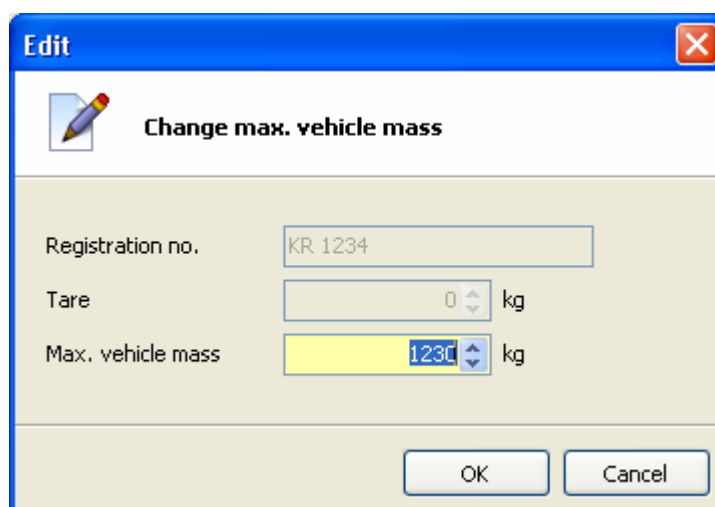 Edit
Change max. vehicle mass
Registration no. KR 1234
Tare 0 kg
Max. vehicle mass 1230 kg
OK Cancel